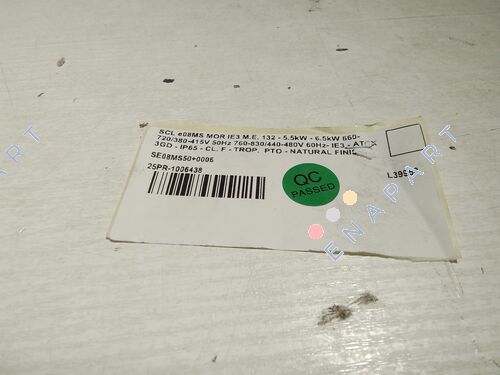 SCL e08MS MOR IE3 M.E. 132 - 5.5kW - 6.5kW 660-
720/380-415V 50Hz 760-830/440-480V 60Hz- IE3 - ATEX
3GD - IP65 - CL. F - TROP. PTO - NATURAL FINIS
SE08MS50+0006
25PR-1006438
QC
PASSED
ENAPART
ENAPART